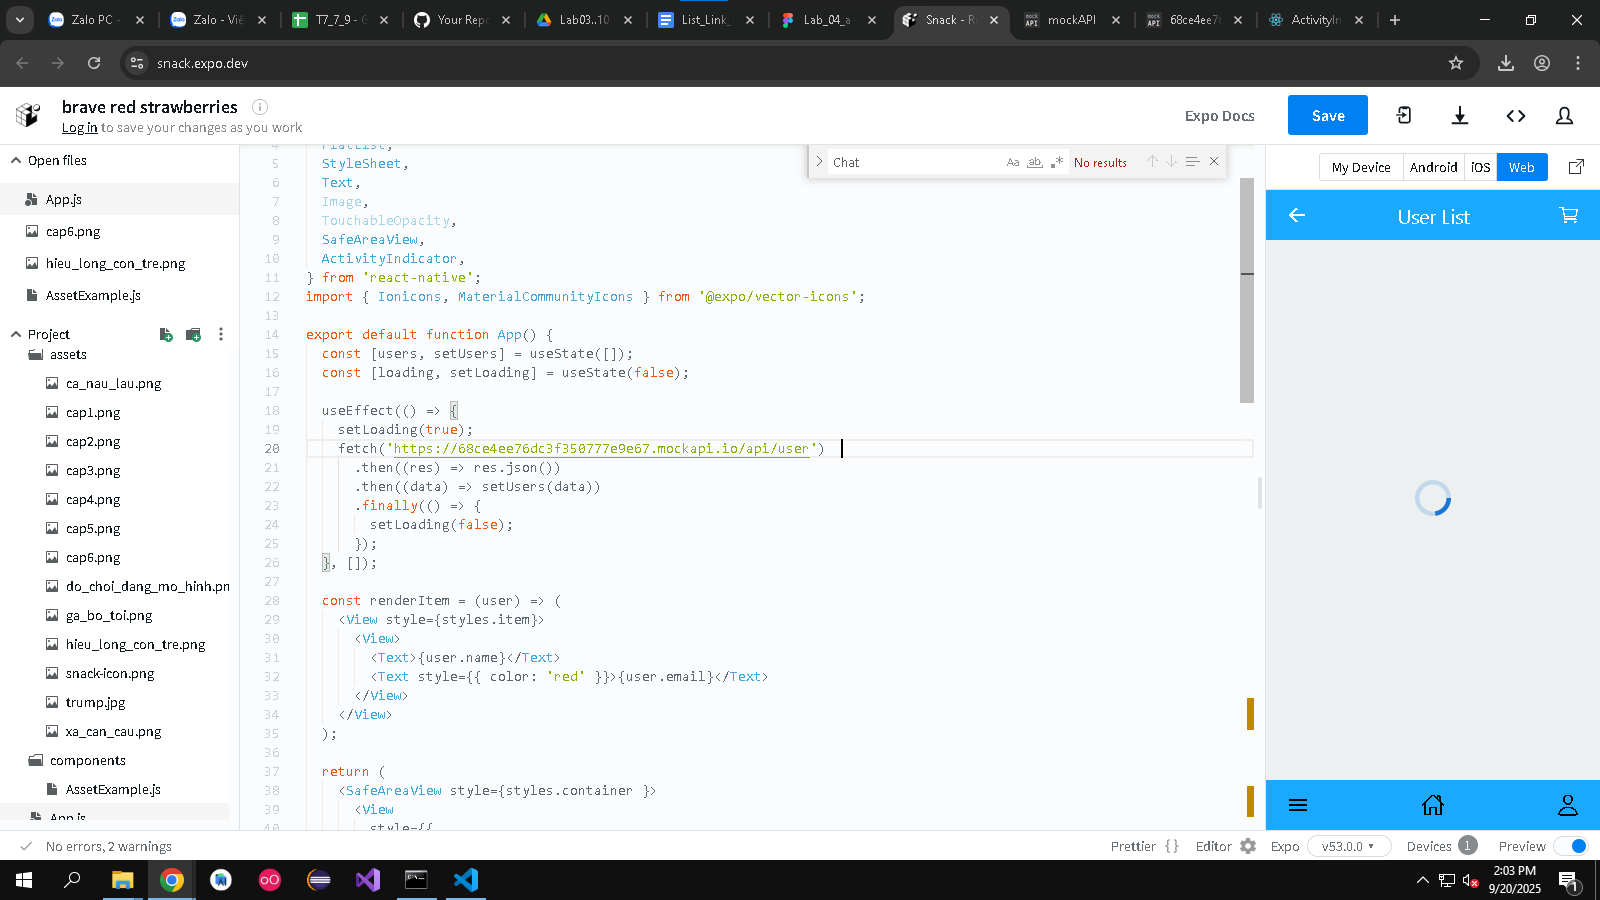 Zalo PC -
Zalo - Việ
T7_7_9 - G
Your Repo
Lab03..10
List_Link_
Lab_04_a
Snack - Re
mockAPI
68ce4ee76
ActivityIn
snack.expo.dev
brave red strawberries
Log in to save your changes as you work
Expo Docs
Save
Open files
App.js
cap6.png
hieu_long_con_tre.png
AssetExample.js
Project
assets
ca_nau_lau.png
cap1.png
cap2.png
cap3.png
cap4.png
cap5.png
cap6.png
do_choi_dang_mo_hinh.pn
ga_bo_toi.png
hieu_long_con_tre.png
snack-icon.png
trump.jpg
xa_can_cau.png
components
AssetExample.js
App.js
Chat
No results
4 FlatList,
5 StyleSheet,
6 Text,
7 Image,
8 TouchableOpacity,
9 SafeAreaView,
10 ActivityIndicator,
11 } from 'react-native';
12 import { Ionicons, MaterialCommunityIcons } from '@expo/vector-icons';
13
14 export default function App() {
15 const [users, setUsers] = useState([]);
16 const [loading, setLoading] = useState(false);
17
18 useEffect(() => {
19 setLoading(true);
20 fetch('https://68ce4ee76dc3f350777e9e67.mockapi.io/api/user')
21 .then((res) => res.json())
22 .then((data) => setUsers(data))
23 .finally(() => {
24 setLoading(false);
25 });
26 }, []);
27
28 const renderItem = (user) => (
29 <View style={styles.item}>
30 <View>
31 <Text>{user.name}</Text>
32 <Text style={{ color: 'red' }}>{user.email}</Text>
33 </View>
34 </View>
35 );
36
37 return (
38 <SafeAreaView style={styles.container }>
39 <View
40 style={{
My Device
Android
iOS
Web
User List
No errors, 2 warnings
Prettier { }
Editor
Expo
v53.0.0
Devices 1
Preview
2:03 PM
9/20/2025
1